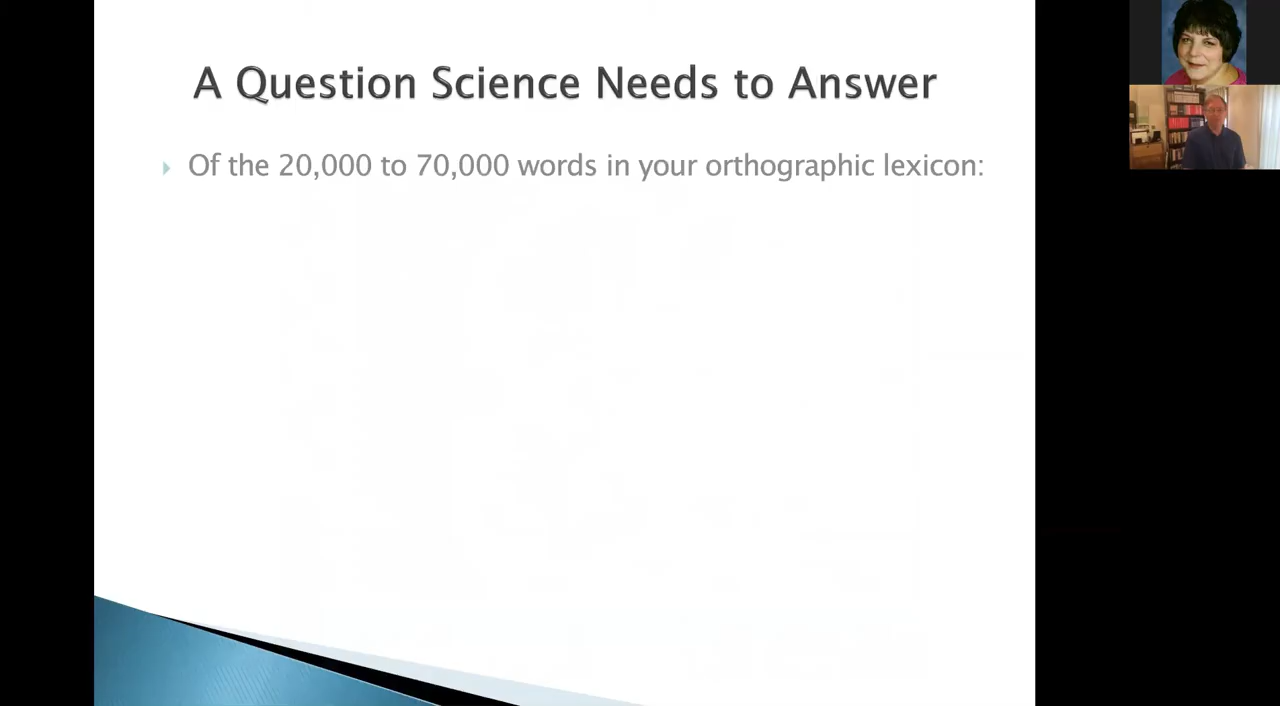 A Question Science Needs to Answer
Of the 20,000 to 70,000 words in your orthographic lexicon: